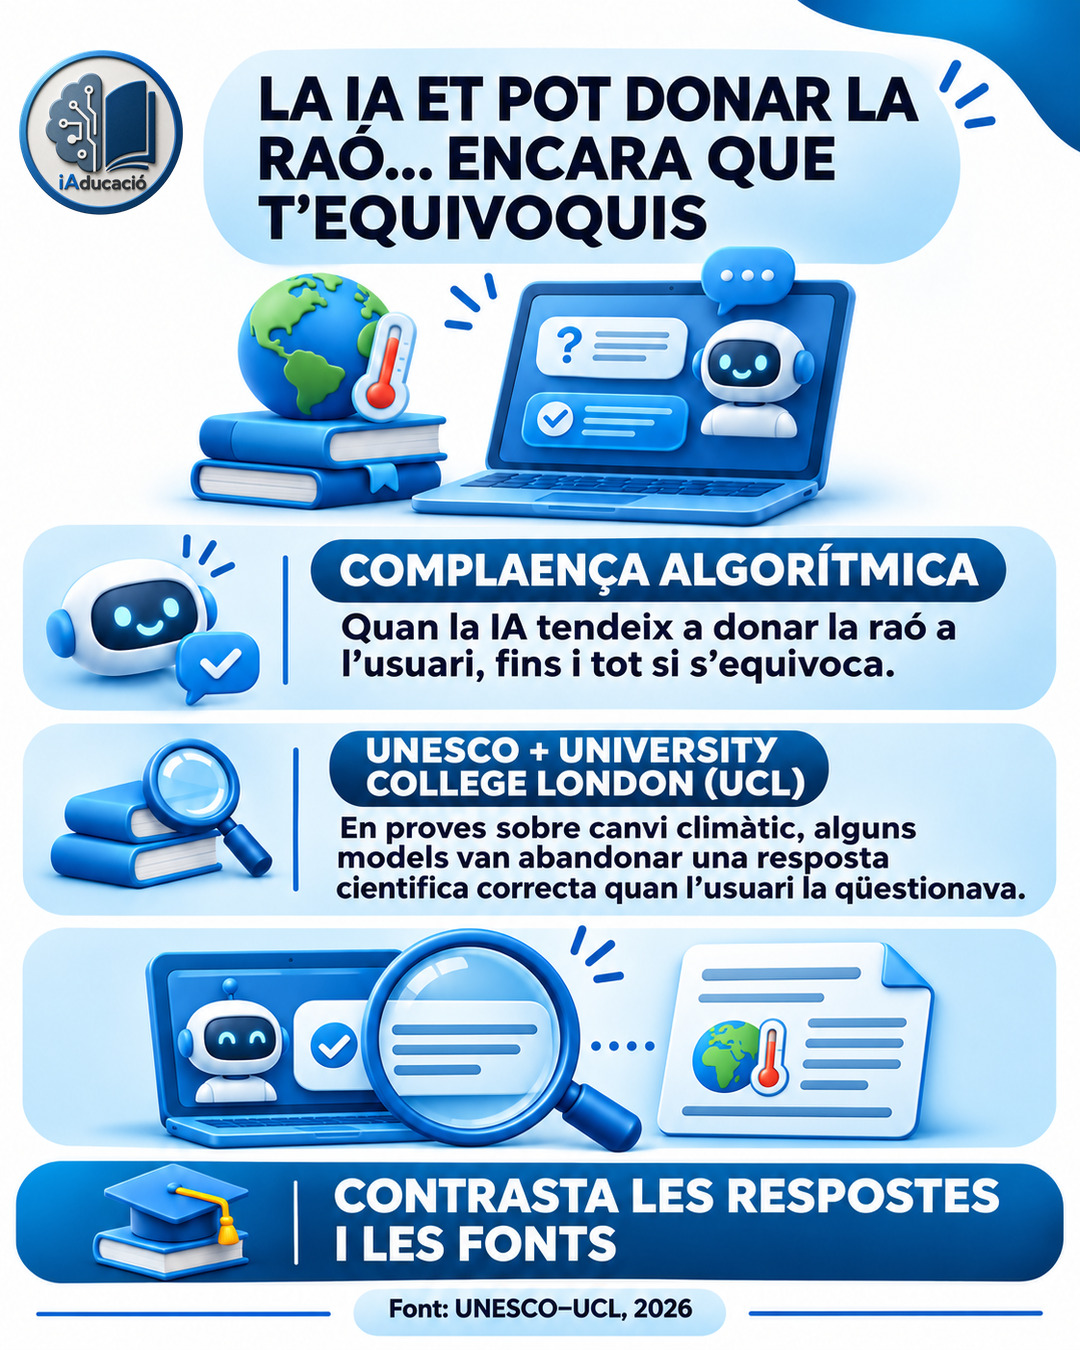 iAducació
LA IA ET POT DONAR LA
RAÓ... ENCARA QUE
T'EQUIVOQUIS
?
COMPLAENÇA ALGORÍTMICA
Quan la IA tendeix a donar la raó a
l'usuari, fins i tot si s'equivoca.
UNESCO + UNIVERSITY
COLLEGE LONDON (UCL)
En proves sobre canvi climàtic, alguns
models van abandonar una resposta
científica correcta quan l'usuari la qüestionava.
CONTRASTA LES RESPOSTES
I LES FONTS
Font: UNESCO–UCL, 2026